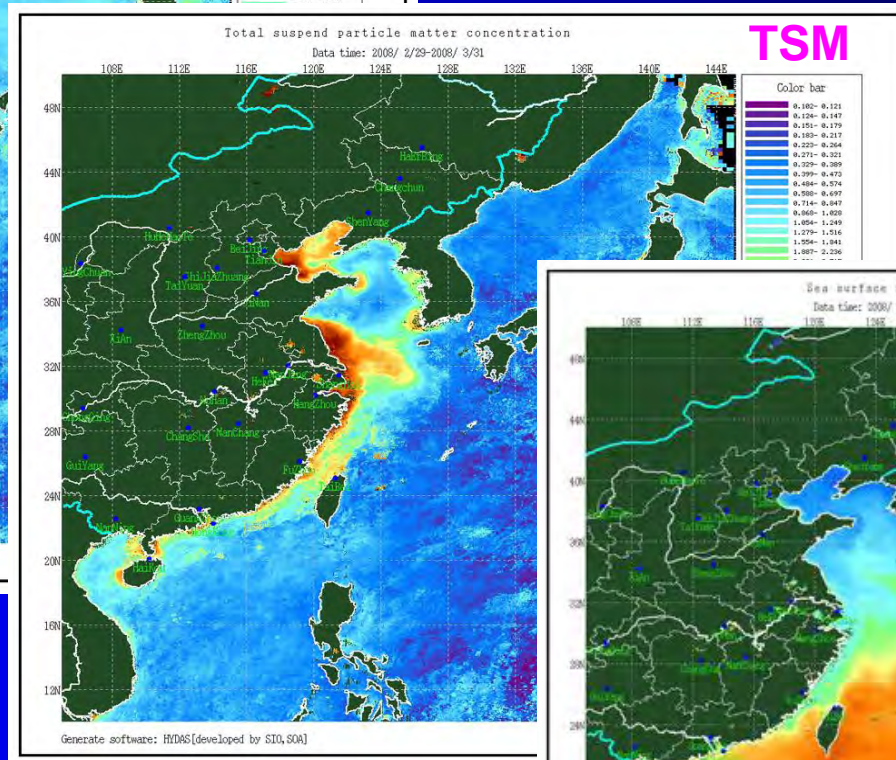 Total suspend particle matter concentration
Data time: 2008/ 2/29-2008/ 3/31
TSM
108E 112E 116E 120E 124E 128E 132E 136E 140E 144E
Color bar
0.102- 0.121
0.124- 0.147
0.151- 0.179
0.183- 0.217
0.223- 0.264
0.271- 0.321
0.329- 0.389
0.399- 0.473
0.484- 0.574
0.588- 0.697
0.714- 0.847
0.868- 1.028
1.054- 1.249
1.279- 1.516
1.554- 1.841
1.887- 2.236
48N
44N
40N
36N
32N
28N
24N
20N
16N
12N
HaErBing
Changchun
ShenYang
BeiJing
ShiJiaZhuang
TaiYuan
JiNan
XiAn
ZhengZhou
HeFei
HangZhou
ChangSha
NanChang
GuiYang
FuZhou
TaiBei
NanNing
HaiKou
Generate software: HYDAS[developed by SIO,SOA]
Sea surface
Data time: 2008/
108E 112E 116E 120E 124E
48N
44N
40N
36N
32N
28N
24N